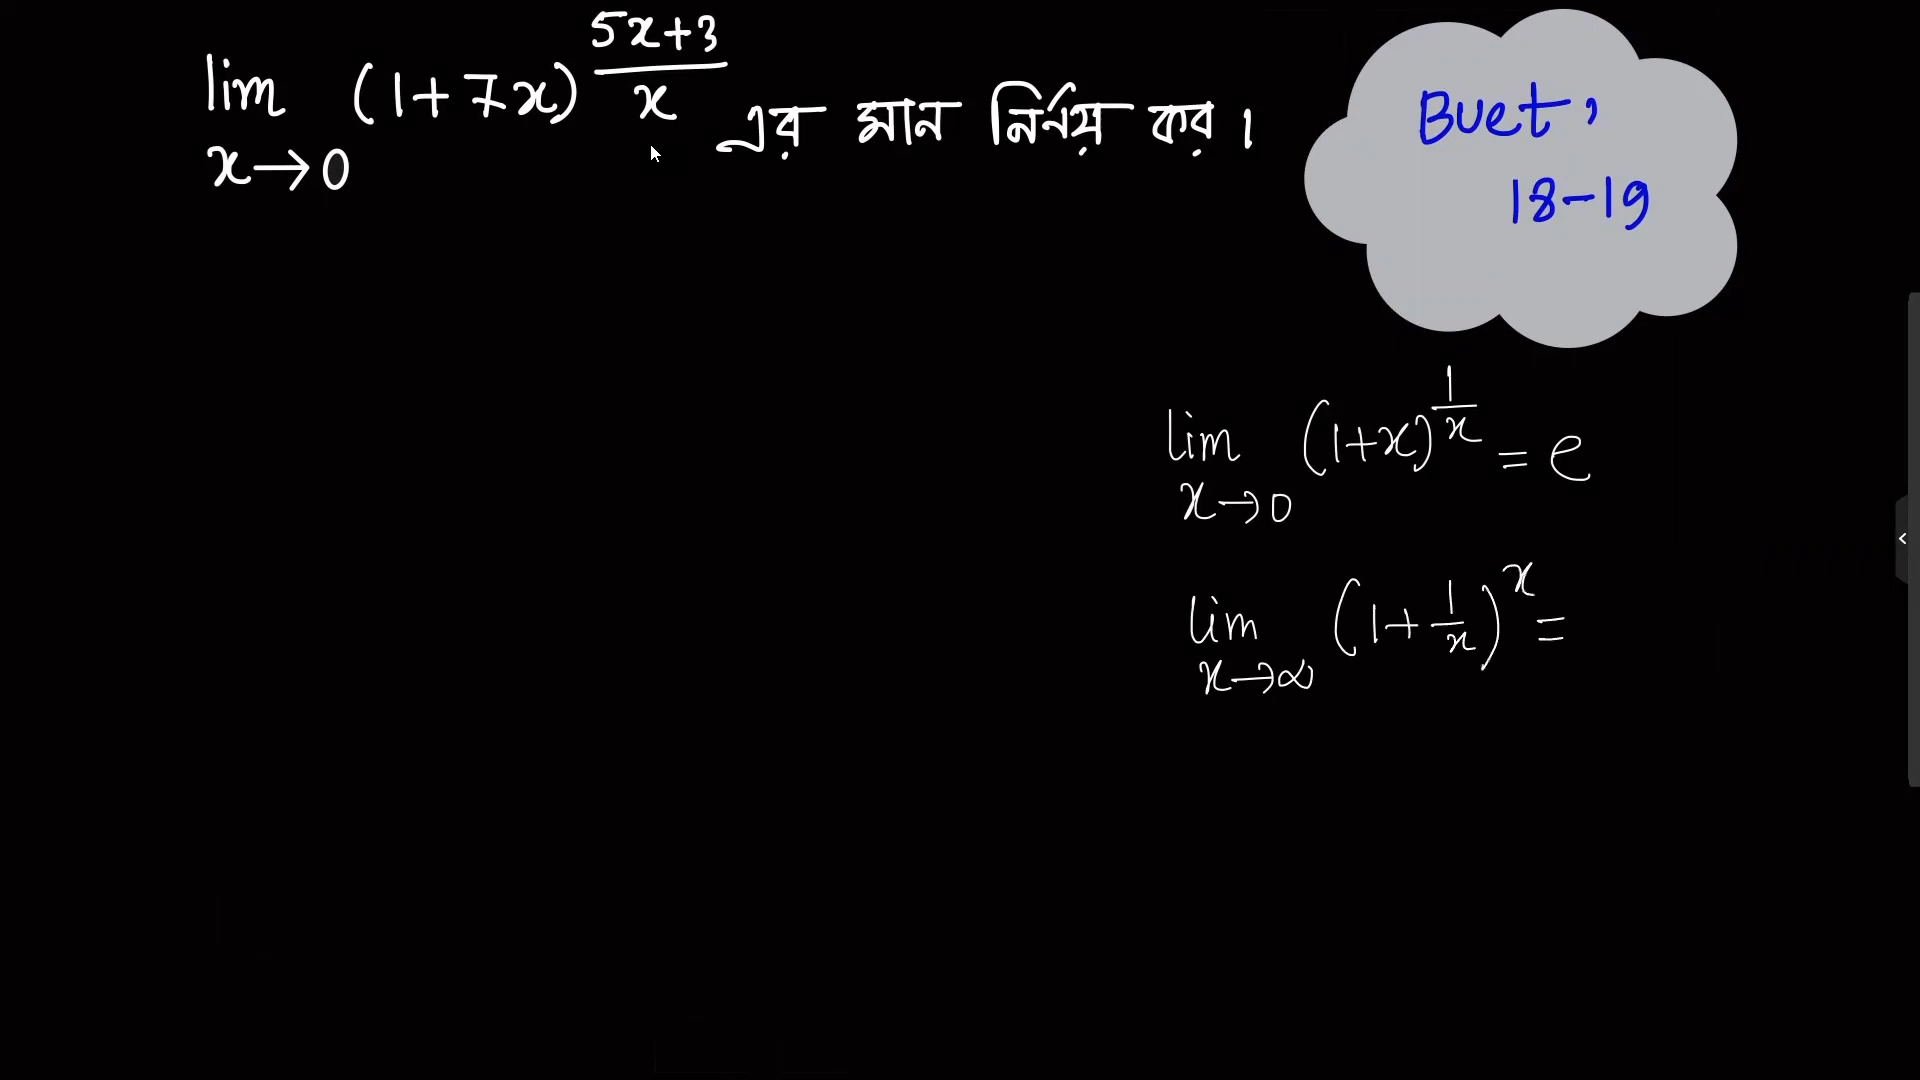 lim x→0 (1+7x)^((5x+3)/x) এর মান নির্ণয় কর।
Buet,
18-19
lim x→0 (1+x)^(1/x) = e
lim x→∞ (1+1/x)^x =